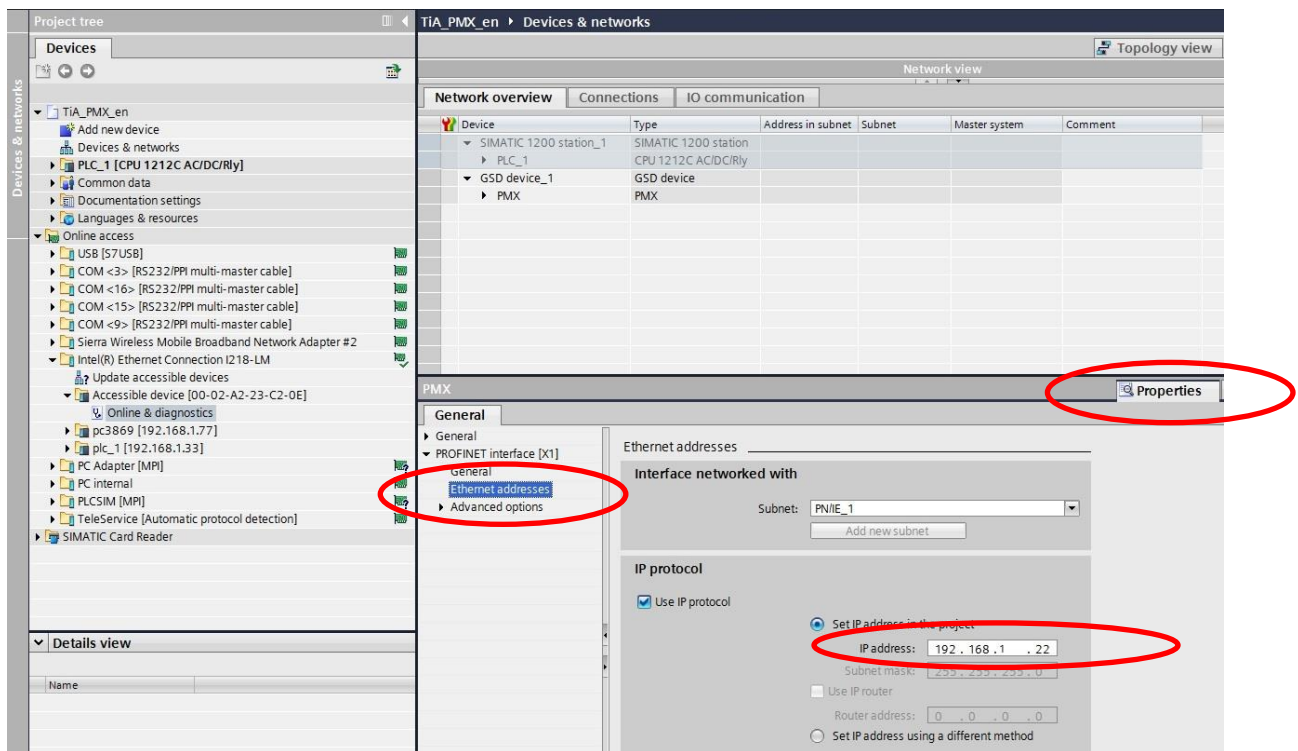 Project tree
Devices
Devices & networks
TiA_PMX_en
Add new device
Devices & networks
PLC_1 [CPU 1212C AC/DC/Rly]
Common data
Documentation settings
Languages & resources
Online access
USB [S7USB]
COM <3> [RS232/PPI multi-master cable]
COM <16> [RS232/PPI multi-master cable]
COM <15> [RS232/PPI multi-master cable]
COM <9> [RS232/PPI multi-master cable]
Sierra Wireless Mobile Broadband Network Adapter #2
Intel(R) Ethernet Connection I218-LM
Update accessible devices
Accessible device [00-02-A2-23-C2-0E]
Online & diagnostics
pc3869 [192.168.1.77]
plc_1 [192.168.1.33]
PC Adapter [MPI]
PC internal
PLCSIM [MPI]
TeleService [Automatic protocol detection]
SIMATIC Card Reader
Details view
Name
TiA_PMX_en Devices & networks
Topology view
Network view
Network overview Connections IO communication
Device Type Address in subnet Subnet Master system Comment
SIMATIC 1200 station_1 SIMATIC 1200 station
PLC_1 CPU 1212C AC/DC/Rly
GSD device_1 GSD device
PMX PMX
PMX Properties
General
General
PROFINET interface [X1]
General
Ethernet addresses
Advanced options
Ethernet addresses
Interface networked with
Subnet: PN/IE_1
Add new subnet
IP protocol
Use IP protocol
Set IP address in the project
IP address: 192 . 168 . 1 . 22
Subnet mask: 255 . 255 . 255 . 0
Use IP router
Router address: 0 . 0 . 0 . 0
Set IP address using a different method